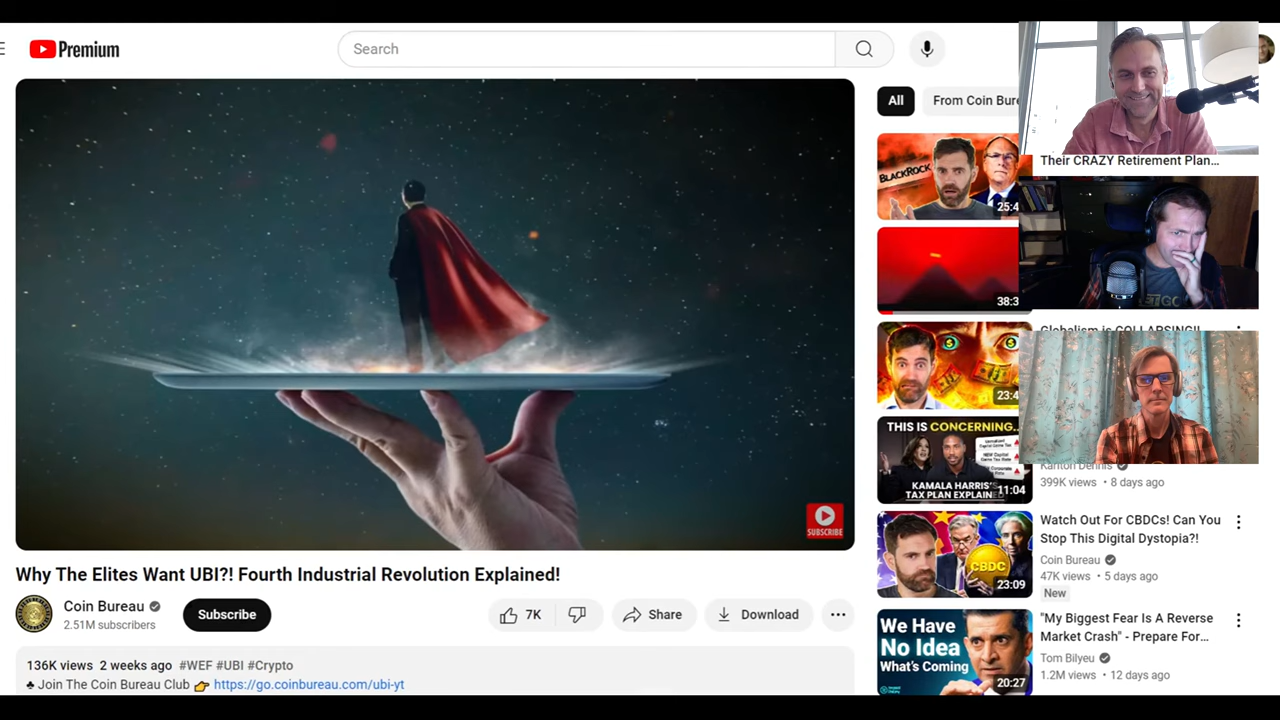 Premium
Search
SUBSCRIBE
Why The Elites Want UBI?! Fourth Industrial Revolution Explained!
Coin Bureau
2.51M subscribers
Subscribe
7K
Share
Download
136K views 2 weeks ago #WEF #UBI #Crypto
♣ Join The Coin Bureau Club 👉 https://go.coinbureau.com/ubi-yt
All
From Coin Bure
BLACKROCK
25:4
Their CRAZY Retirement Plan...
38:3
Globalism is COLLAPSING!!
23:4
THIS IS CONCERNING..
KAMALA HARRIS'S
TAX PLAN EXPLAINED
11:04
Karlton Dennis
399K views • 8 days ago
CBDC
23:09
Watch Out For CBDCs! Can You
Stop This Digital Dystopia?!
Coin Bureau
47K views • 5 days ago
New
We Have
No Idea
What's Coming
20:27
"My Biggest Fear Is A Reverse
Market Crash" - Prepare For...
Tom Bilyeu
1.2M views • 12 days ago